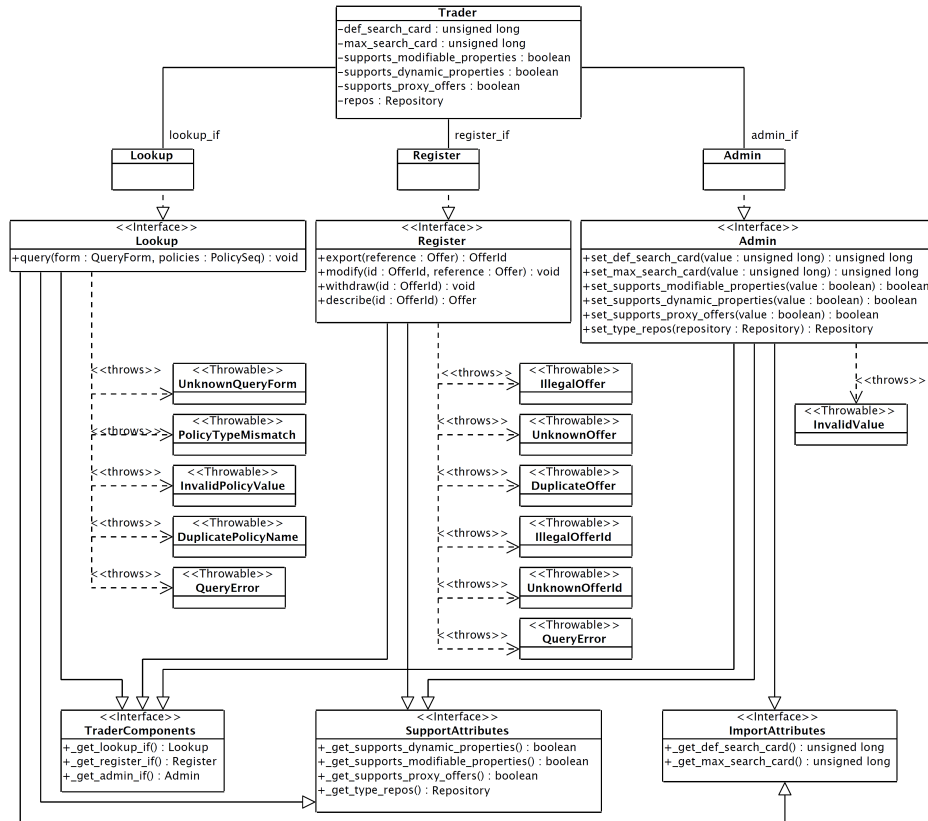 Trader
-def_search_card : unsigned long
-max_search_card : unsigned long
-supports_modifiable_properties : boolean
-supports_dynamic_properties : boolean
-supports_proxy_offers : boolean
-repos : Repository
lookup_if
register_if
admin_if
Lookup
Register
Admin
<<Interface>>
Lookup
+query(form : QueryForm, policies : PolicySeq) : void
<<Interface>>
Register
+export(reference : Offer) : OfferId
+modify(id : OfferId, reference : Offer) : void
+withdraw(id : OfferId) : void
+describe(id : OfferId) : Offer
<<Interface>>
Admin
+set_def_search_card(value : unsigned long) : unsigned long
+set_max_search_card(value : unsigned long) : unsigned long
+set_supports_modifiable_properties(value : boolean) : boolean
+set_supports_dynamic_properties(value : boolean) : boolean
+set_supports_proxy_offers(value : boolean) : boolean
+set_type_repos(repository : Repository) : Repository
<<throws>>
<<Throwable>>
UnknownQueryForm
<<throws>>
<<Throwable>>
PolicyTypeMismatch
<<throws>>
<<Throwable>>
InvalidPolicyValue
<<throws>>
<<Throwable>>
DuplicatePolicyName
<<throws>>
<<Throwable>>
QueryError
<<throws>>
<<Throwable>>
IllegalOffer
<<throws>>
<<Throwable>>
UnknownOffer
<<throws>>
<<Throwable>>
DuplicateOffer
<<throws>>
<<Throwable>>
IllegalOfferId
<<throws>>
<<Throwable>>
UnknownOfferId
<<throws>>
<<Throwable>>
QueryError
<<throws>>
<<Throwable>>
InvalidValue
<<Interface>>
TraderComponents
+_get_lookup_if() : Lookup
+_get_register_if() : Register
+_get_admin_if() : Admin
<<Interface>>
SupportAttributes
+_get_supports_dynamic_properties() : boolean
+_get_supports_modifiable_properties() : boolean
+_get_supports_proxy_offers() : boolean
+_get_type_repos() : Repository
<<Interface>>
ImportAttributes
+_get_def_search_card() : unsigned long
+_get_max_search_card() : unsigned long